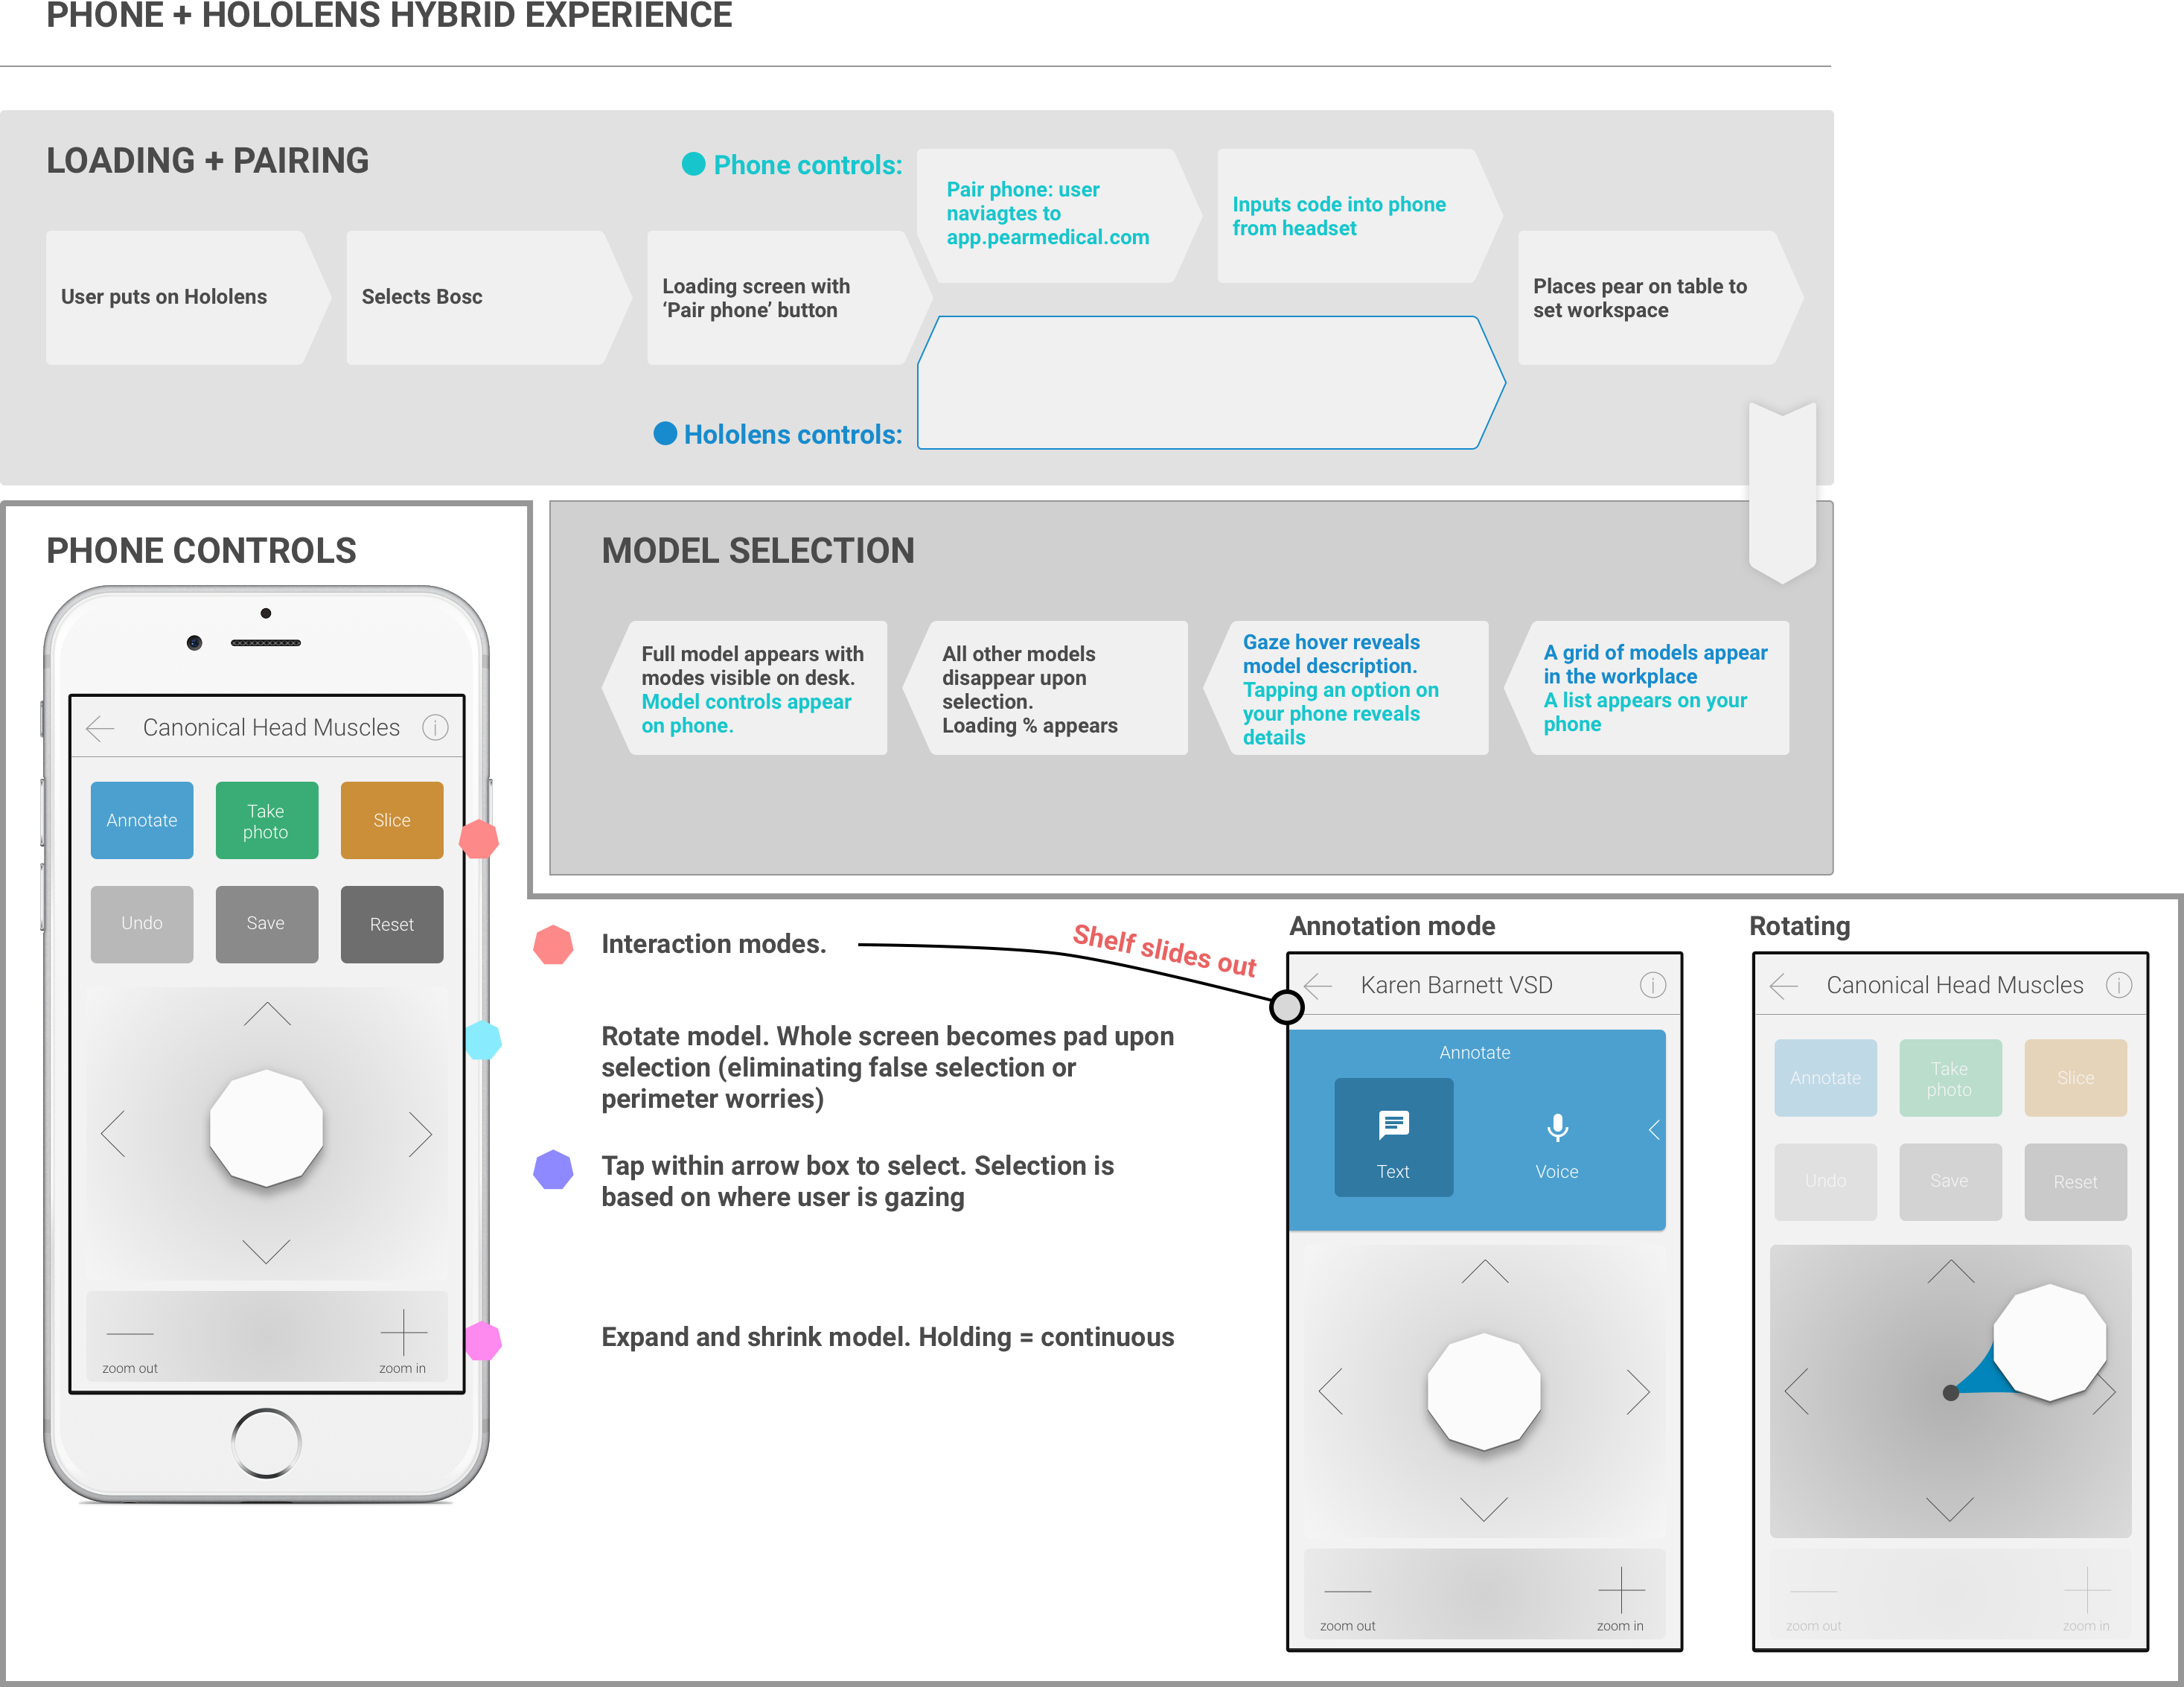 PHONE + HOLOLENS HYBRID EXPERIENCE
LOADING + PAIRING
Phone controls:
Pair phone: user
naviagtes to
app.pearmedical.com
Inputs code into phone
from headset
User puts on Hololens
Selects Bosc
Loading screen with
‘Pair phone’ button
Places pear on table to
set workspace
Hololens controls:
PHONE CONTROLS
MODEL SELECTION
Full model appears with
modes visible on desk.
Model controls appear
on phone.
All other models
disappear upon
selection.
Loading % appears
Gaze hover reveals
model description.
Tapping an option on
your phone reveals
details
A grid of models appear
in the workplace
A list appears on your
phone
Canonical Head Muscles
Annotate
Take
photo
Slice
Undo
Save
Reset
zoom out
zoom in
Interaction modes.
Shelf slides out
Rotate model. Whole screen becomes pad upon
selection (eliminating false selection or
perimeter worries)
Tap within arrow box to select. Selection is
based on where user is gazing
Expand and shrink model. Holding = continuous
Annotation mode
Karen Barnett VSD
Annotate
Text
Voice
zoom out
zoom in
Rotating
Canonical Head Muscles
Annotate
Take
photo
Slice
Undo
Save
Reset
zoom out
zoom in